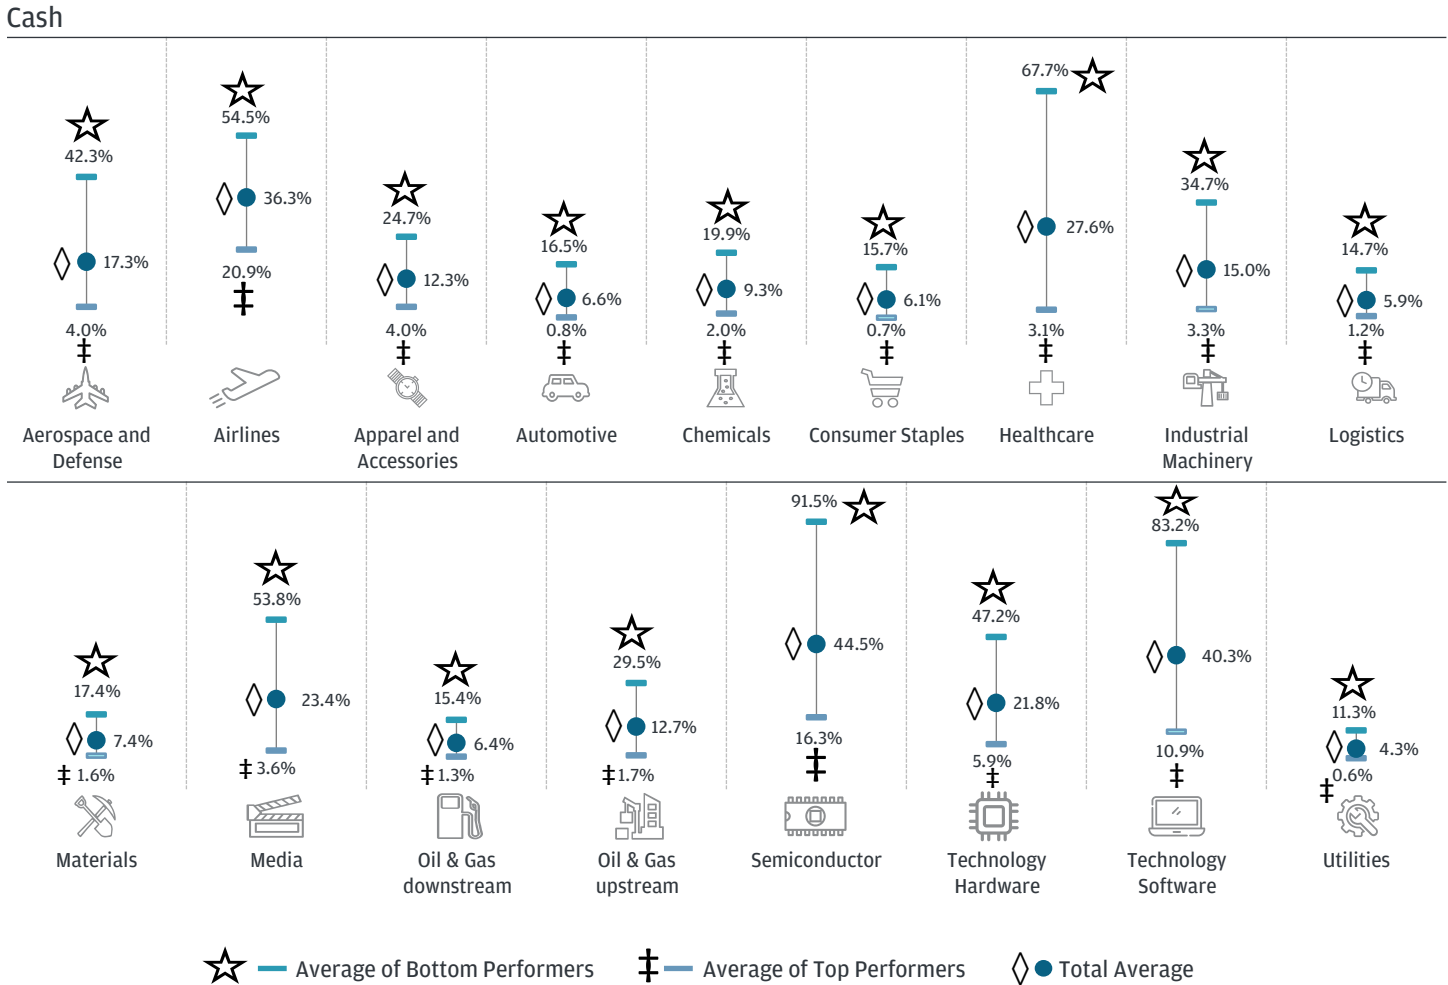 Cash
42.3%
17.3%
4.0%
Aerospace and
Defense
54.5%
36.3%
20.9%
‡
Airlines
24.7%
12.3%
4.0%
‡
Apparel and
Accessories
16.5%
6.6%
0.8%
‡
Automotive
19.9%
9.3%
2.0%
‡
Chemicals
15.7%
6.1%
0.7%
‡
Consumer Staples
67.7%
27.6%
3.1%
‡
Healthcare
34.7%
15.0%
3.3%
‡
Industrial
Machinery
14.7%
5.9%
1.2%
‡
Logistics
17.4%
7.4%
‡ 1.6%
Materials
53.8%
23.4%
‡ 3.6%
Media
15.4%
6.4%
‡ 1.3%
Oil & Gas
downstream
29.5%
12.7%
‡ 1.7%
Oil & Gas
upstream
91.5%
44.5%
16.3%
‡
Semiconductor
47.2%
21.8%
5.9%
‡
Technology
Hardware
83.2%
40.3%
10.9%
‡
Technology
Software
11.3%
4.3%
0.6%
‡
Utilities
Average of Bottom Performers
‡ Average of Top Performers
Total Average